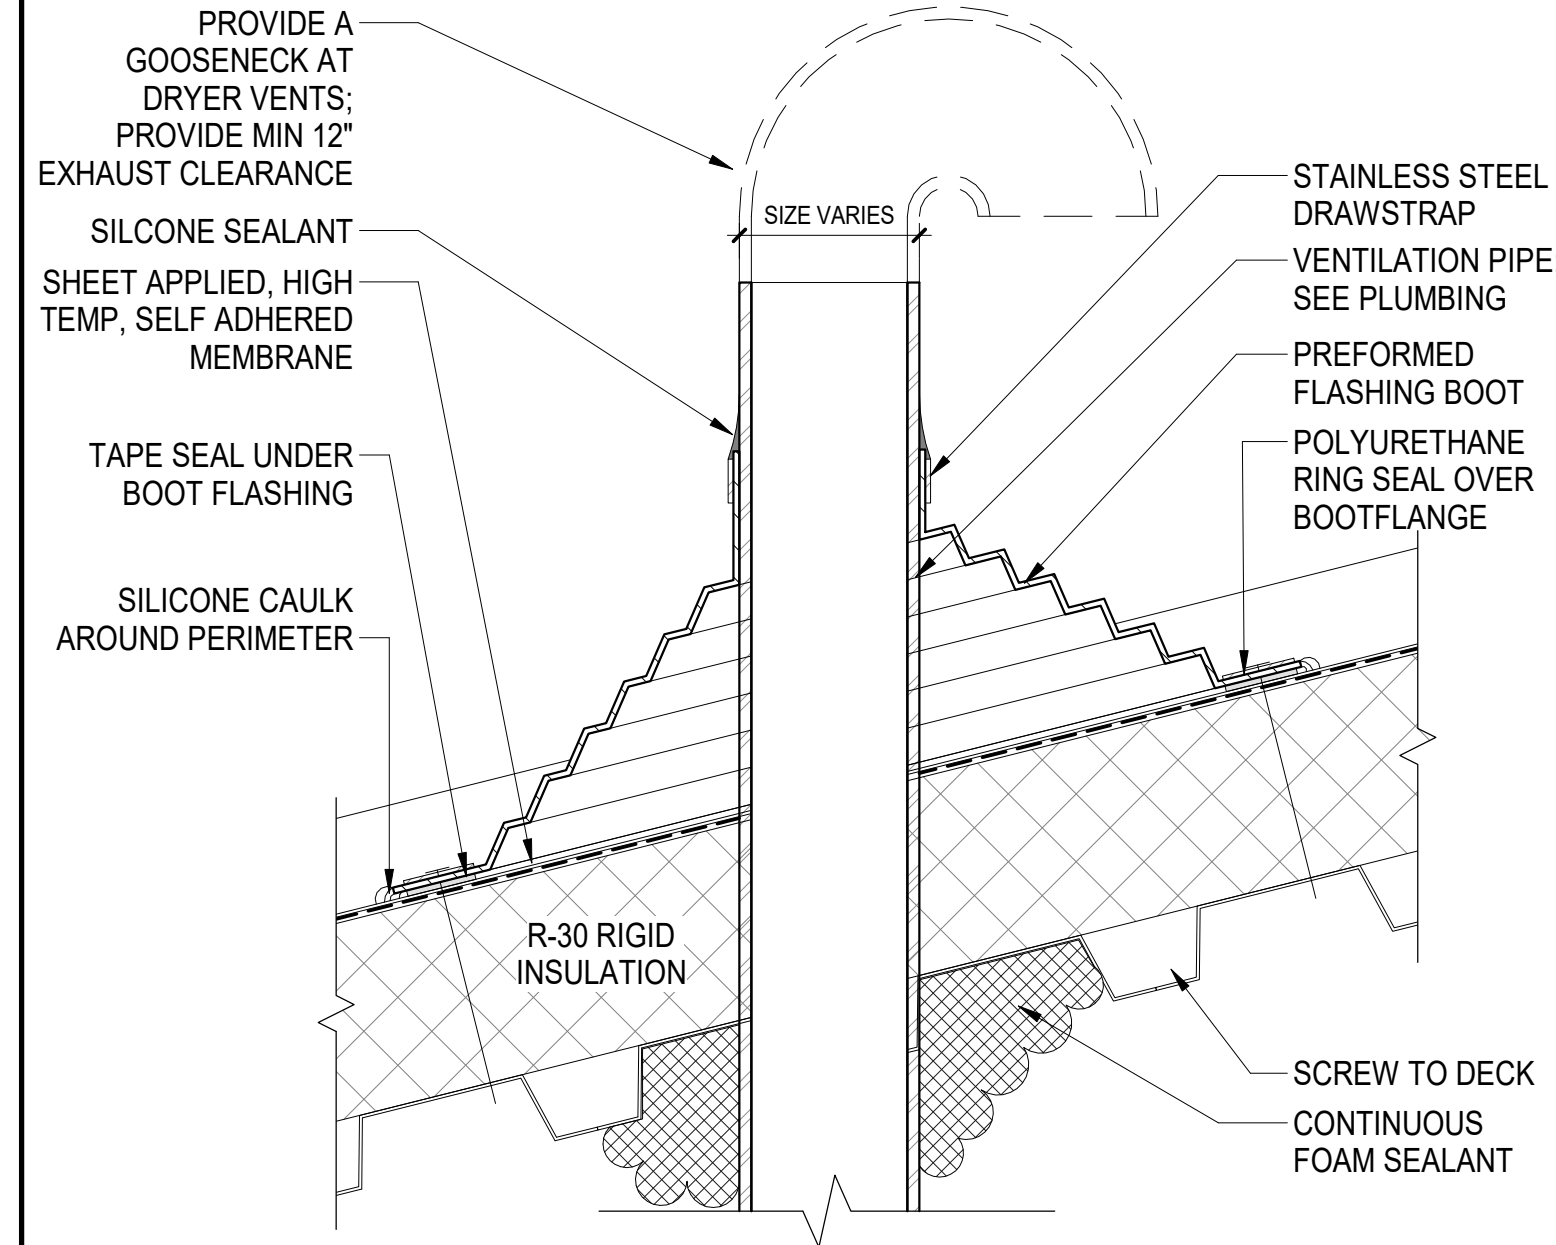 PROVIDE A
GOOSENECK AT
DRYER VENTS;
PROVIDE MIN 12"
EXHAUST CLEARANCE
SILCONE SEALANT
SHEET APPLIED, HIGH
TEMP, SELF ADHERED
MEMBRANE
TAPE SEAL UNDER
BOOT FLASHING
SILICONE CAULK
AROUND PERIMETER
SIZE VARIES
R-30 RIGID
INSULATION
STAINLESS STEEL
DRAWSTRAP
VENTILATION PIPE
SEE PLUMBING
PREFORMED
FLASHING BOOT
POLYURETHANE
RING SEAL OVER
BOOTFLANGE
SCREW TO DECK
CONTINUOUS
FOAM SEALANT